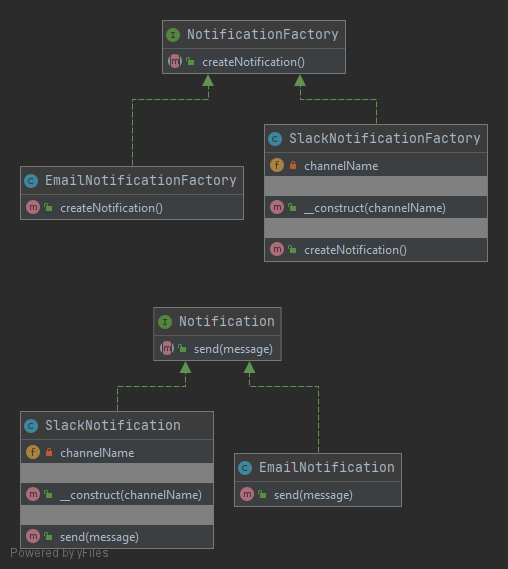 NotificationFactory
createNotification()
SlackNotificationFactory
channelName
__construct(channelName)
createNotification()
EmailNotificationFactory
createNotification()
Notification
send(message)
SlackNotification
channelName
__construct(channelName)
send(message)
EmailNotification
send(message)
Powered by yFiles